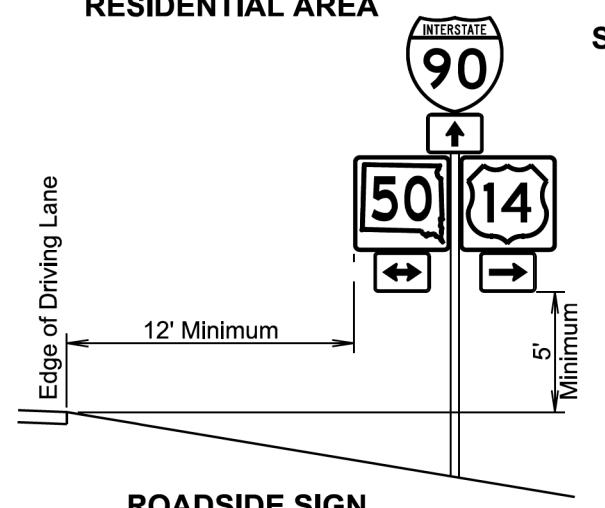 RESIDENTIAL AREA
S
INTERSTATE
90
50
14
Edge of Driving Lane
12' Minimum
5'
Minimum
ROADSIDE SIGN